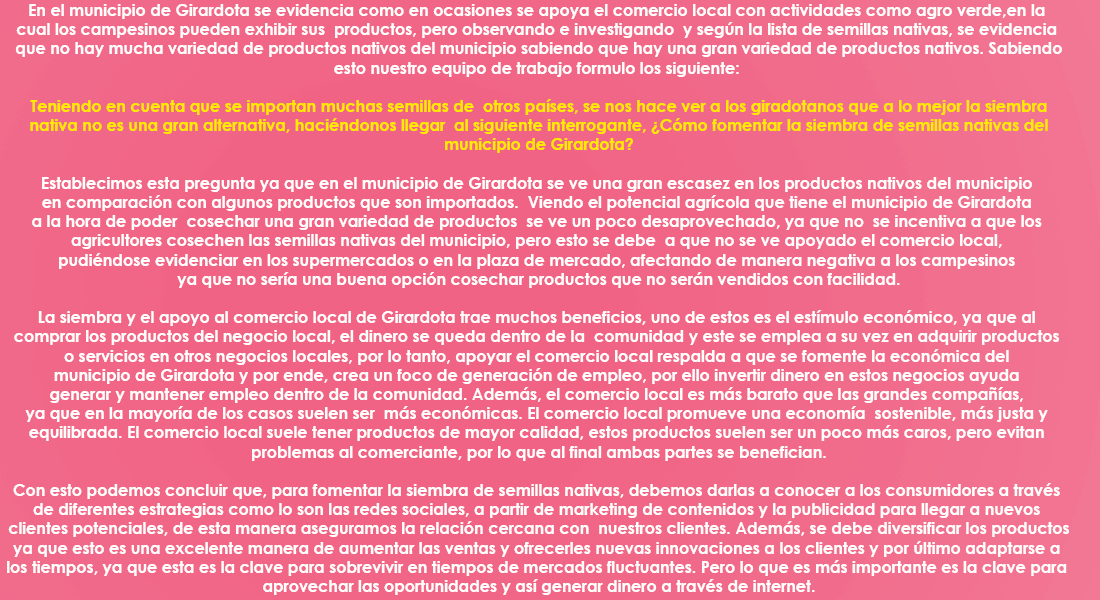 En el municipio de Girardota se evidencia como en ocasiones se apoya el comercio local con actividades como agro verde,en la
cual los campesinos pueden exhibir sus  productos, pero observando e investigando  y según la lista de semillas nativas, se evidencia
que no hay mucha variedad de productos nativos del municipio sabiendo que hay una gran variedad de productos nativos. Sabiendo
esto nuestro equipo de trabajo formulo los siguiente:
Teniendo en cuenta que se importan muchas semillas de  otros países, se nos hace ver a los giradotanos que a lo mejor la siembra
nativa no es una gran alternativa, haciéndonos llegar  al siguiente interrogante, ¿Cómo fomentar la siembra de semillas nativas del
municipio de Girardota?
Establecimos esta pregunta ya que en el municipio de Girardota se ve una gran escasez en los productos nativos del municipio
en comparación con algunos productos que son importados.  Viendo el potencial agrícola que tiene el municipio de Girardota
a la hora de poder  cosechar una gran variedad de productos  se ve un poco desaprovechado, ya que no  se incentiva a que los
agricultores cosechen las semillas nativas del municipio, pero esto se debe  a que no se ve apoyado el comercio local,
pudiéndose evidenciar en los supermercados o en la plaza de mercado, afectando de manera negativa a los campesinos
ya que no sería una buena opción cosechar productos que no serán vendidos con facilidad.
La siembra y el apoyo al comercio local de Girardota trae muchos beneficios, uno de estos es el estímulo económico, ya que al
comprar los productos del negocio local, el dinero se queda dentro de la  comunidad y este se emplea a su vez en adquirir productos
o servicios en otros negocios locales, por lo tanto, apoyar el comercio local respalda a que se fomente la económica del
municipio de Girardota y por ende, crea un foco de generación de empleo, por ello invertir dinero en estos negocios ayuda
generar y mantener empleo dentro de la comunidad. Además, el comercio local es más barato que las grandes compañías,
ya que en la mayoría de los casos suelen ser  más económicas. El comercio local promueve una economía  sostenible, más justa y
equilibrada. El comercio local suele tener productos de mayor calidad, estos productos suelen ser un poco más caros, pero evitan
problemas al comerciante, por lo que al final ambas partes se benefician.
Con esto podemos concluir que, para fomentar la siembra de semillas nativas, debemos darlas a conocer a los consumidores a través
de diferentes estrategias como lo son las redes sociales, a partir de marketing de contenidos y la publicidad para llegar a nuevos
clientes potenciales, de esta manera aseguramos la relación cercana con  nuestros clientes. Además, se debe diversificar los productos
ya que esto es una excelente manera de aumentar las ventas y ofrecerles nuevas innovaciones a los clientes y por último adaptarse a
los tiempos, ya que esta es la clave para sobrevivir en tiempos de mercados fluctuantes. Pero lo que es más importante es la clave para
aprovechar las oportunidades y así generar dinero a través de internet.